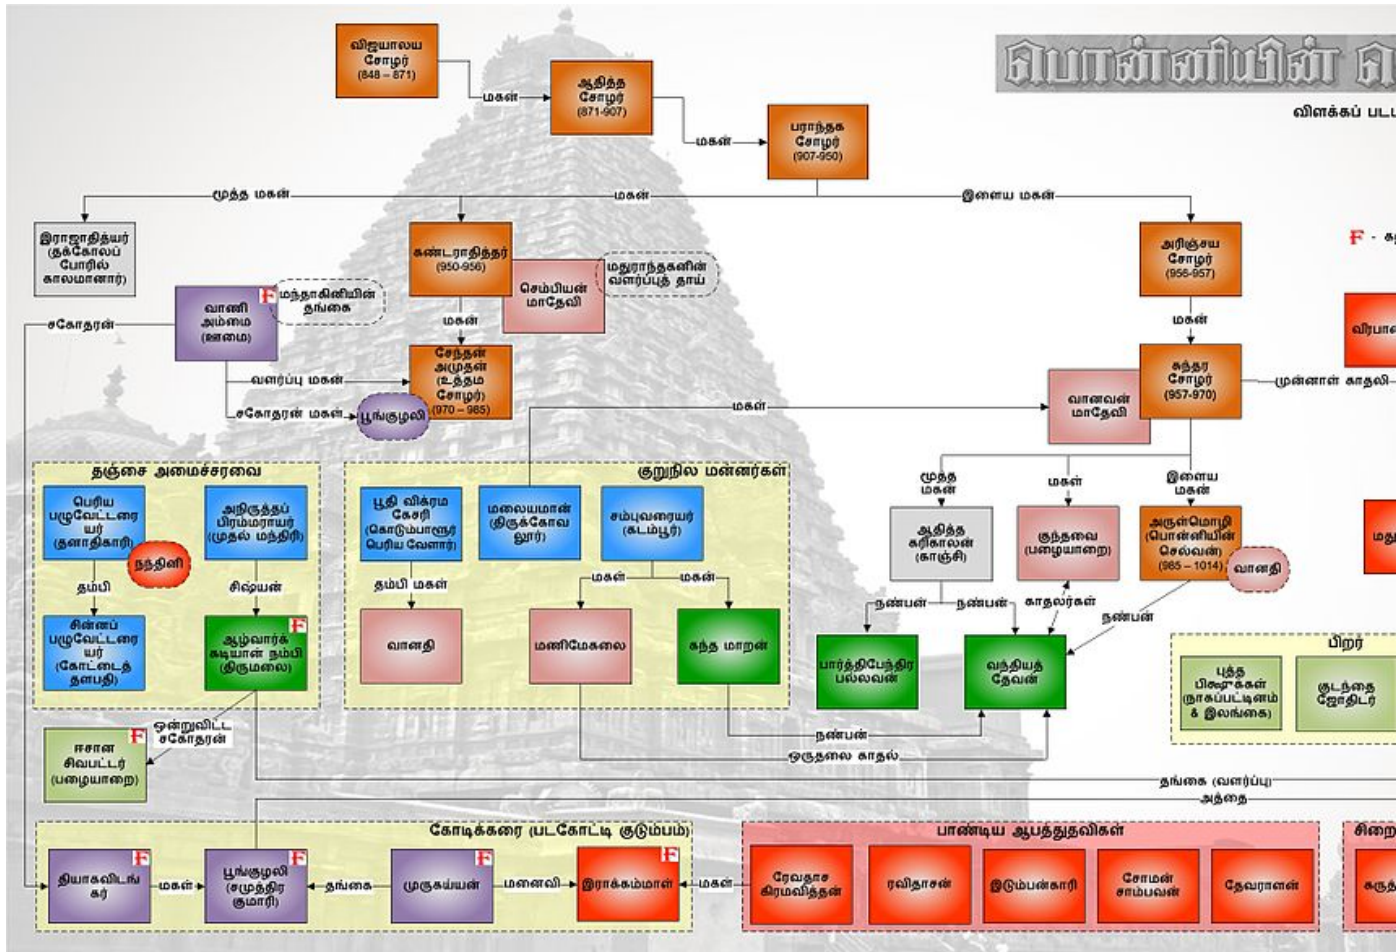 விஜயாலய
சோழர்
(848 – 871)
மகன்
ஆதித்த
சோழர்
(871-907)
மகன்
பராந்தக
சோழர்
(907-950)
பொன்னியின்
விளக்கப்
மூத்த மகன்
மகன்
இளைய மகன்
இராஜாதித்யர்
(தக்கோலப்
போரில்
காலமானார்)
கண்டராதித்தர்
(950-956)
செம்பியன்
மாதேவி
மதுராந்தகனின்
வளர்ப்புத் தாய்
அரிஞ்சய
சோழர்
(956-957)
F -
வாணி
அம்மை
(ஊமை)
F
மந்தாகினியின்
தங்கை
சகோதரன்
மகன்
மகன்
சேந்தன்
அமுதன்
(உத்தம
சோழர்)
(970 – 985)
வளர்ப்பு மகன்
சகோதரன் மகள்
பூங்குழலி
சுந்தர
சோழர்
(957-970)
வானவன்
மாதேவி
முன்னாள் காதலி
மகள்
தஞ்சை அமைச்சரவை
பெரிய
பழுவேட்டரை
யர்
(தனாதிகாரி)
நந்தினி
அநிருத்தப்
பிரம்மராயர்
(முதல் மந்திரி)
தம்பி
சிஷ்யன்
சின்னப்
பழுவேட்டரை
யர்
(கோட்டைத்
தளபதி)
ஆழ்வார்க்
கடியான் நம்பி
(திருமலை)
F
குறுநில மன்னர்கள்
பூதி விக்ரம
கேசரி
(கொடும்பாளூர்
பெரிய வேளார்)
மலையமான்
(திருக்கோவ
லூர்)
சம்புவரையர்
(கடம்பூர்)
தம்பி மகள்
மகள்
மகன்
வானதி
மணிமேகலை
கந்த மாறன்
மூத்த
மகன்
மகள்
இளைய
மகன்
ஆதித்த
கரிகாலன்
(காஞ்சி)
குந்தவை
(பழையாறை)
அருள்மொழி
(பொன்னியின்
செல்வன்)
(985 – 1014)
வானதி
நண்பன்
நண்பன்
காதலர்கள்
நண்பன்
பார்த்திபேந்திர
பல்லவன்
வந்தியத்
தேவன்
பிறர்
புத்த
பிக்ஷுக்கள்
(நாகப்பட்டினம்
& இலங்கை)
குடந்தை
ஜோதிடர்
ஒன்றுவிட்ட
சகோதரன்
ஈசான
சிவபட்டர்
(பழையாறை)
F
நண்பன்
ஒருதலை காதல்
தங்கை (வளர்ப்பு)
அத்தை
கோடிக்கரை (படகோட்டி குடும்பம்)
தியாகவிடங்
கர்
F
மகள்
பூங்குழலி
(சமுத்திர
குமாரி)
F
தங்கை
முருகய்யன்
F
மனைவி
இராக்கம்மாள்
F
மகள்
பாண்டிய ஆபத்துதவிகள்
ரேவதாச
கிரமவித்தன்
ரவிதாசன்
இடும்பன்காரி
சோமன்
சாம்பவன்
தேவராளன்